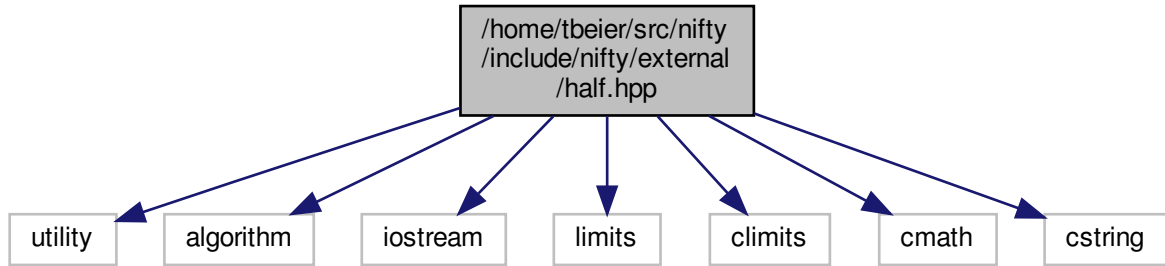 /home/tbeier/src/nifty
/include/nifty/external
/half.hpp
utility
algorithm
iostream
limits
climits
cmath
cstring